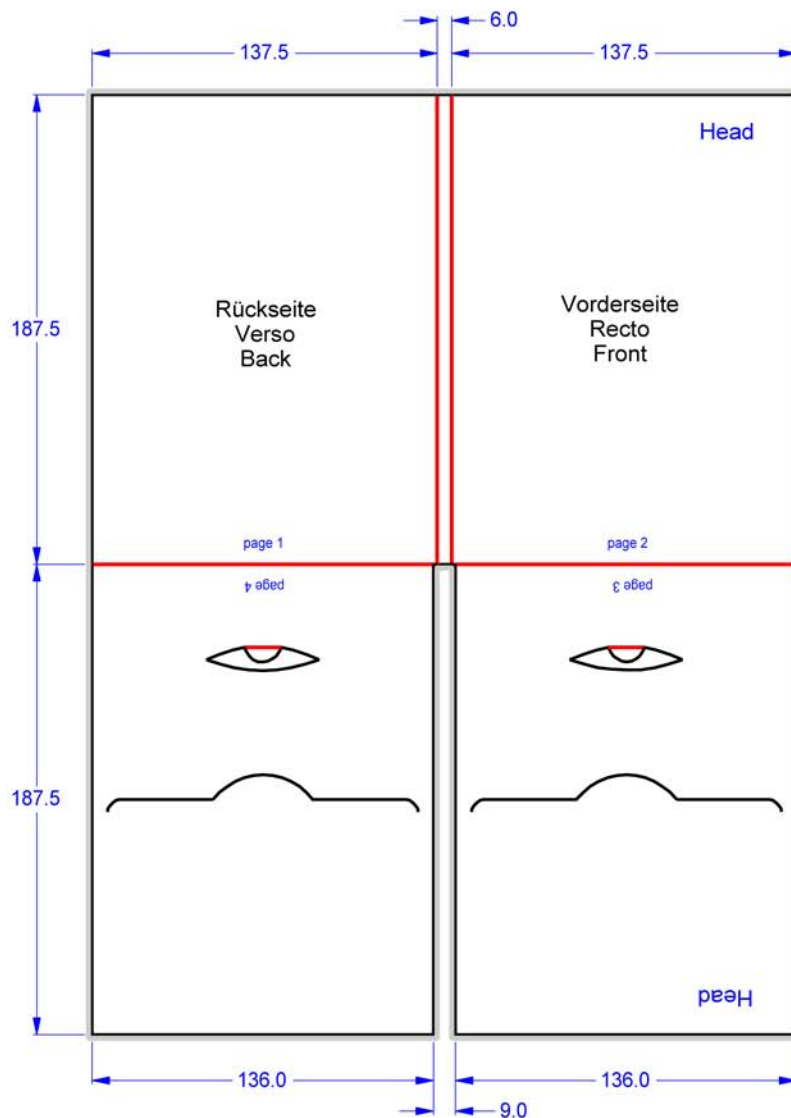 6.0
137.5
137.5
Head
Rückseite
Verso
Back
Vorderseite
Recto
Front
187.5
page 1
page 2
page 4
page 3
187.5
Head
136.0
136.0
9.0